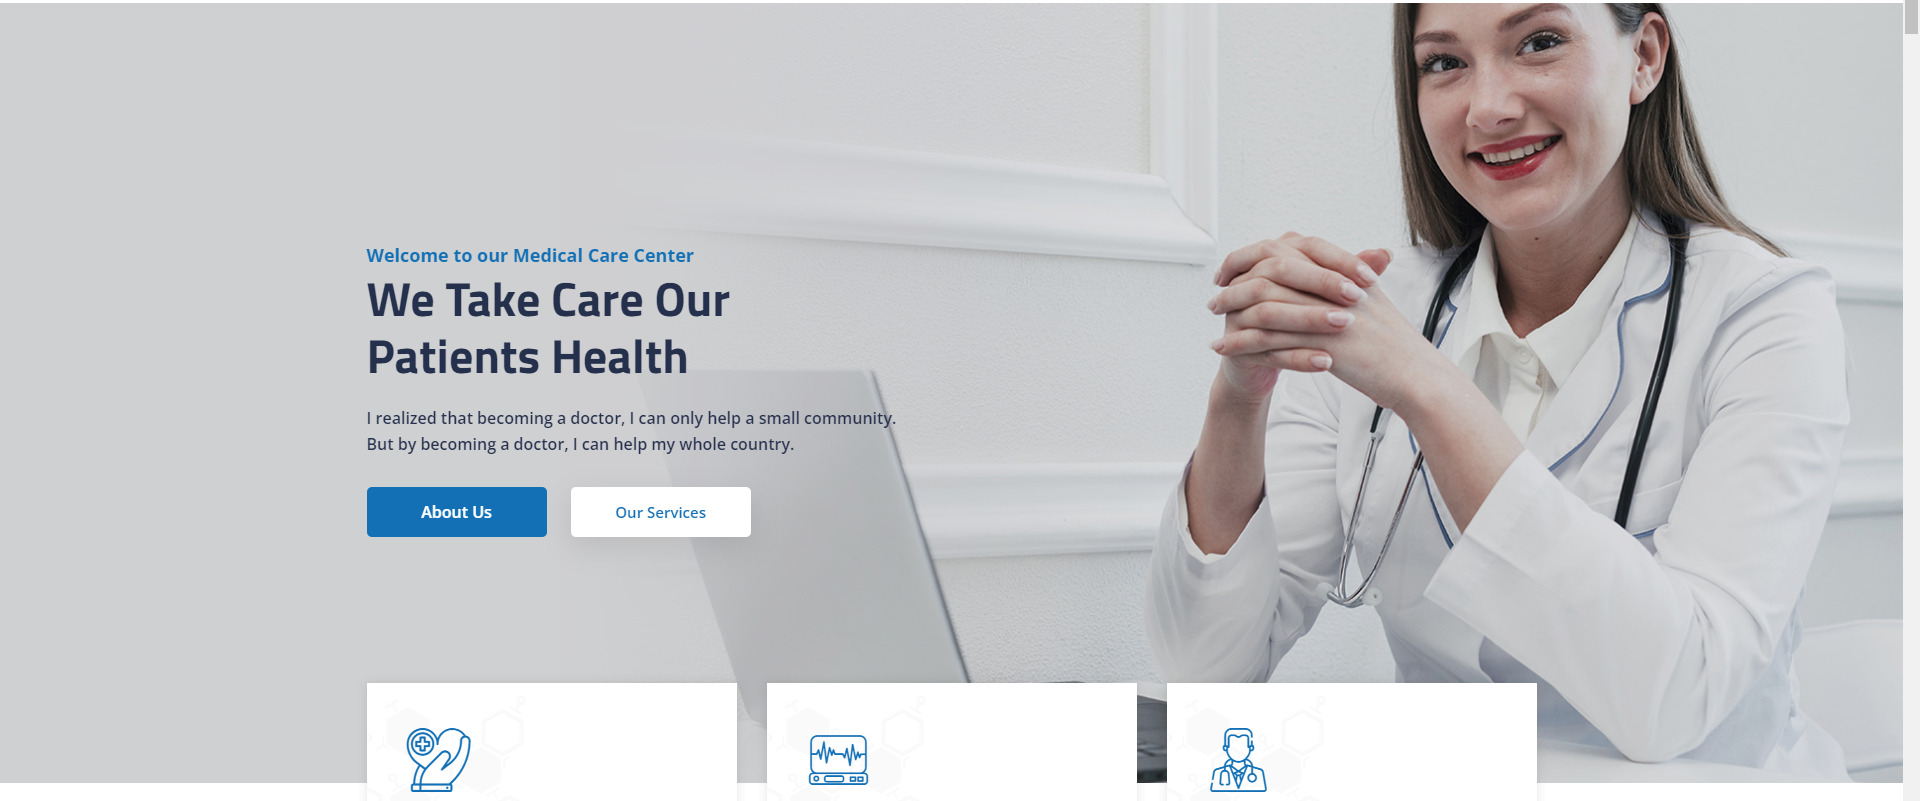 Welcome to our Medical Care Center
We Take Care Our
Patients Health
I realized that becoming a doctor, I can only help a small community.
But by becoming a doctor, I can help my whole country.
About Us
Our Services